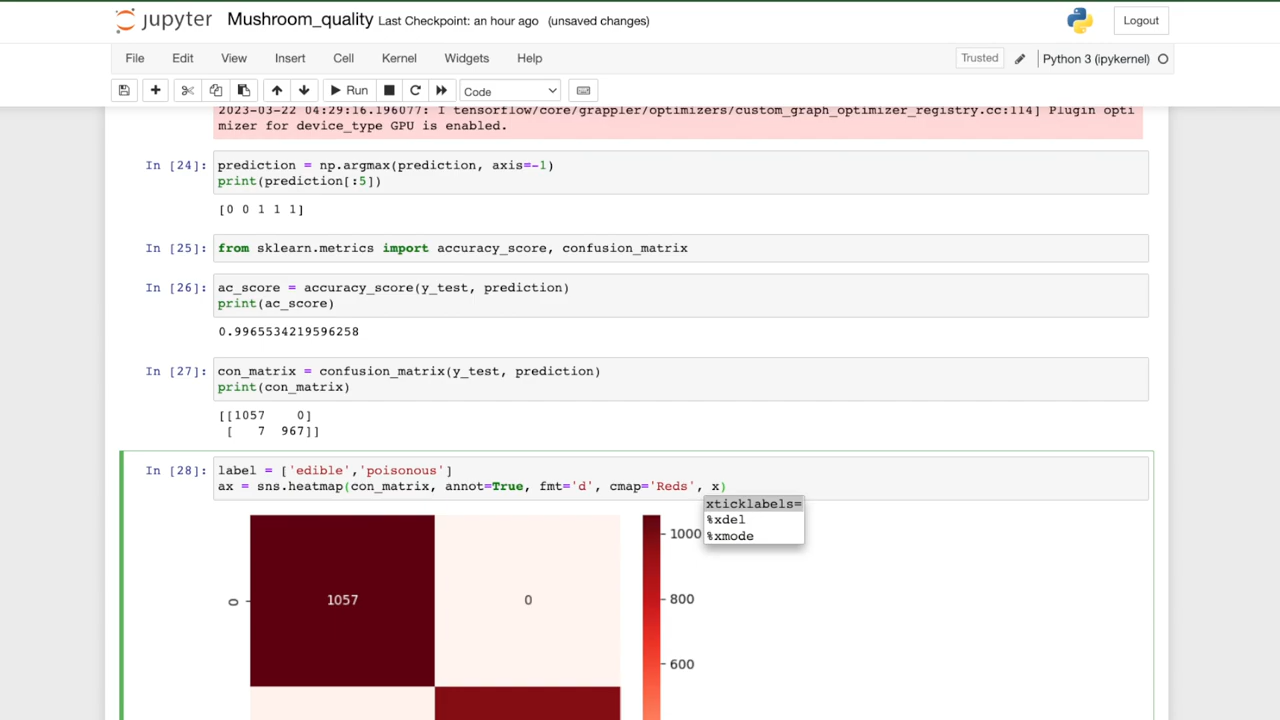 jupyter Mushroom_quality Last Checkpoint: an hour ago (unsaved changes) Logout
File Edit View Insert Cell Kernel Widgets Help Trusted Python 3 (ipykernel)
Run Code
2023-03-22 04:29:16.196077: I tensorflow/core/grappler/optimizers/custom_graph_optimizer_registry.cc:114] Plugin opti
mizer for device_type GPU is enabled.
In [24]: prediction = np.argmax(prediction, axis=-1)
print(prediction[:5])
[0 0 1 1 1]
In [25]: from sklearn.metrics import accuracy_score, confusion_matrix
In [26]: ac_score = accuracy_score(y_test, prediction)
print(ac_score)
0.9965534219596258
In [27]: con_matrix = confusion_matrix(y_test, prediction)
print(con_matrix)
[[1057    0]
[   7  967]]
In [28]: label = ['edible','poisonous']
ax = sns.heatmap(con_matrix, annot=True, fmt='d', cmap='Reds', x)
xticklabels=
%xdel
%xmode
1000
1057 0
0
800
600